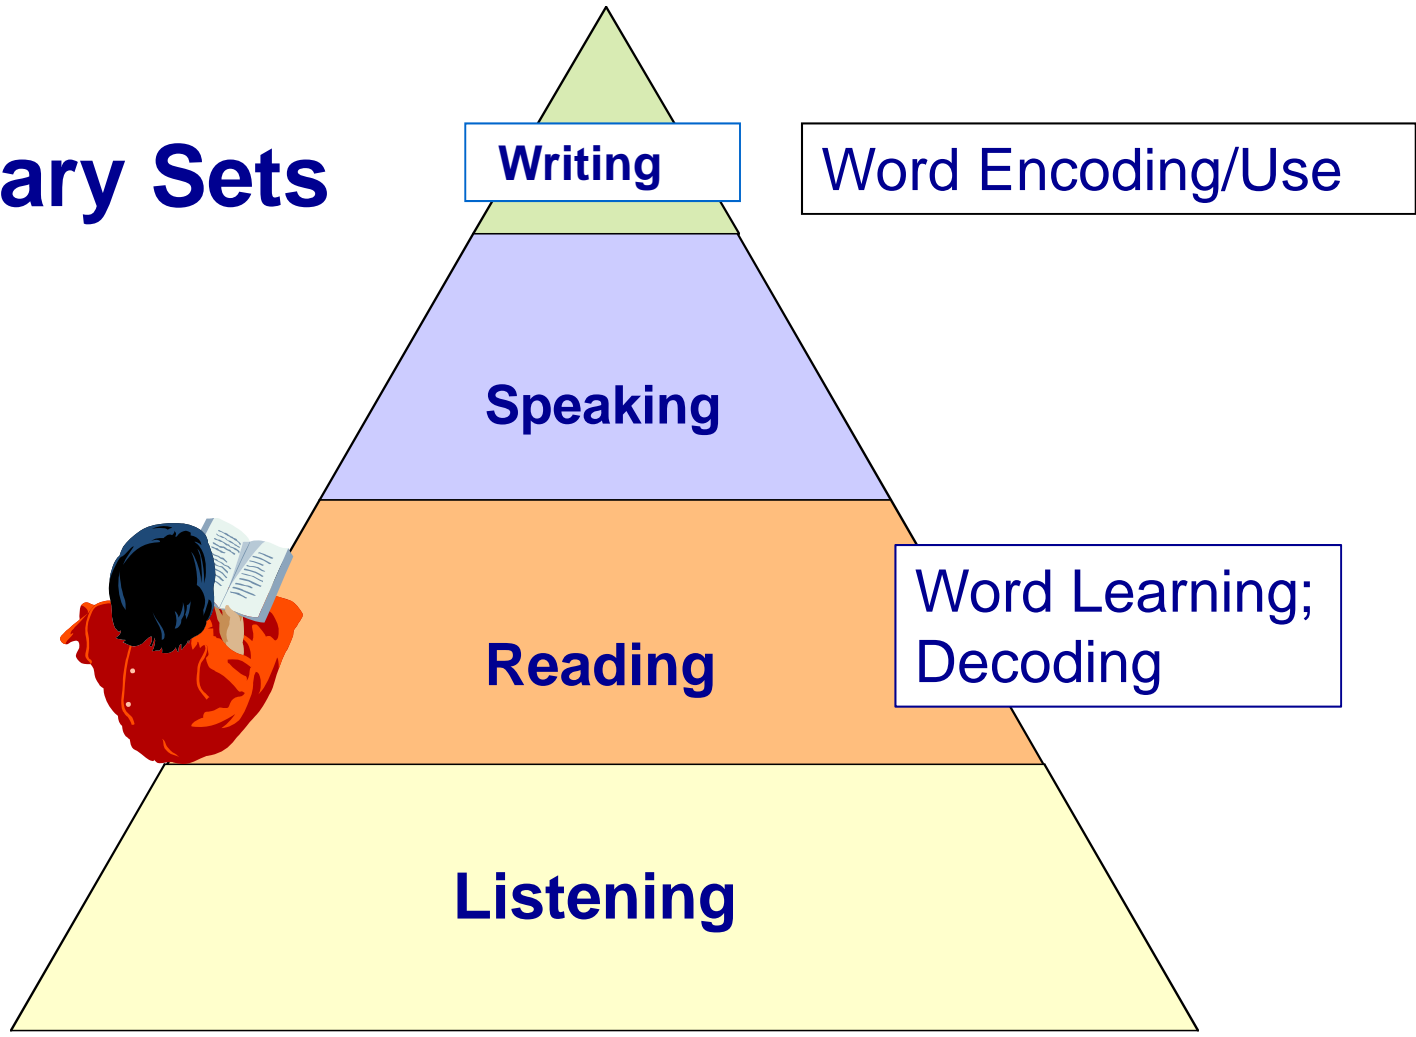 ary Sets
Writing
Word Encoding/Use
Speaking
Word Learning;
Decoding
Reading
Listening